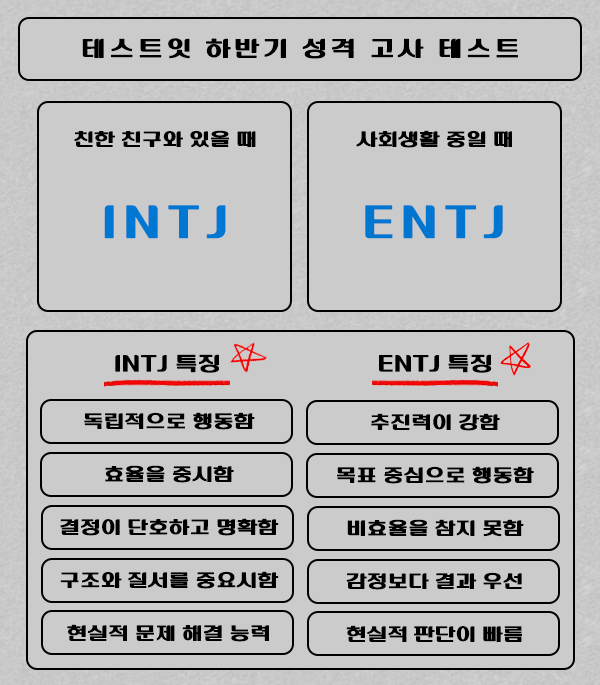 테스트잇 하반기 성격 고사 테스트
친한 친구와 있을 때
INTJ
사회생활 중일 때
ENTJ
INTJ 특징
독립적으로 행동함
효율을 중시함
결정이 단호하고 명확함
구조와 질서를 중요시함
현실적 문제 해결 능력
ENTJ 특징
추진력이 강함
목표 중심으로 행동함
비효율을 참지 못함
감정보다 결과 우선
현실적 판단이 빠름